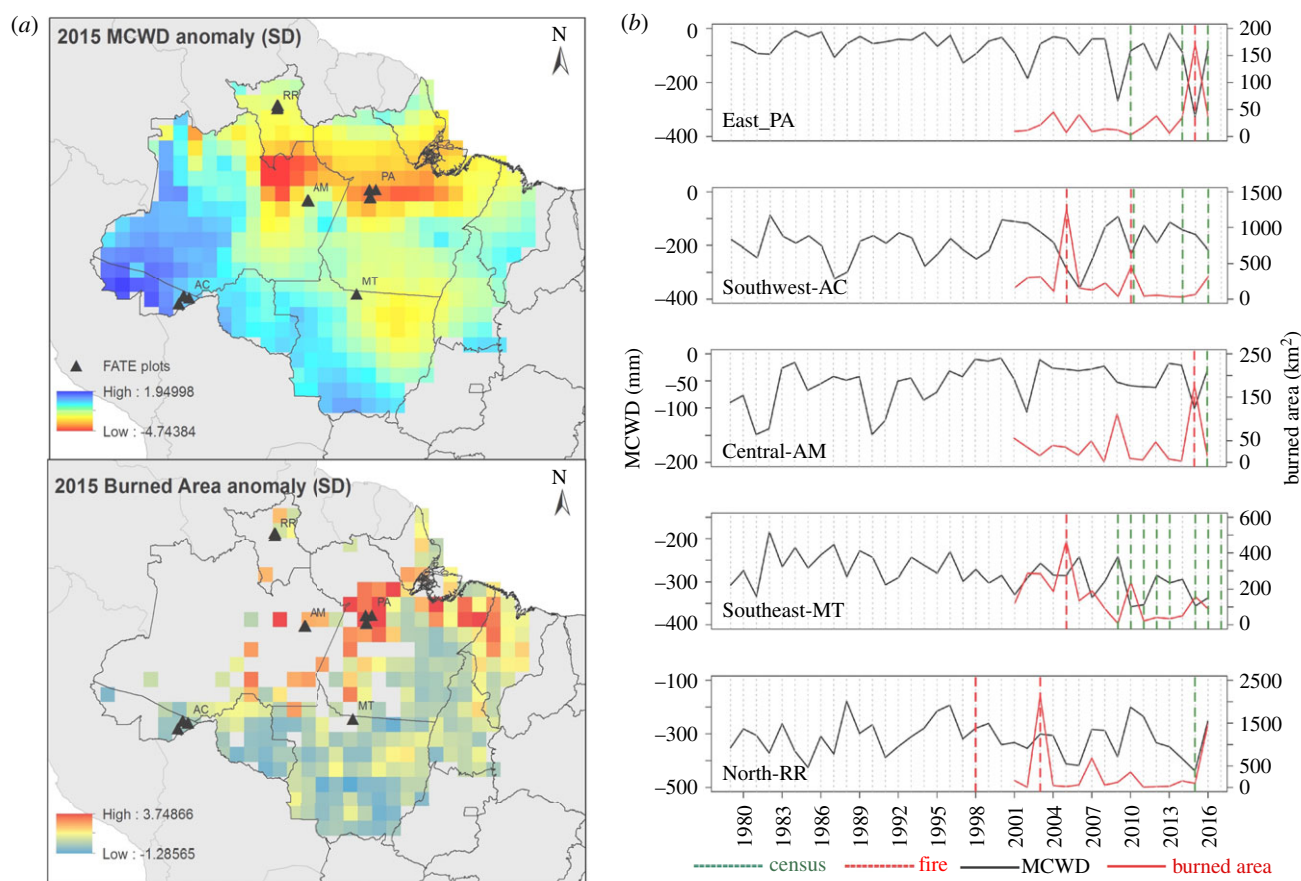 (a)
2015 MCWD anomaly (SD)
N
RR
AM
PA
MT
AC
FATE plots
High : 1.94998
Low : -4.74384
2015 Burned Area anomaly (SD)
N
RR
AM
PA
MT
AC
High : 3.74866
Low : -1.28565
(b)
0
–200
–400
East_PA
200
150
100
50
0
0
–200
–400
Southwest-AC
1500
1000
500
0
MCWD (mm)
0
–50
–100
–200
Central-AM
250
200
150
100
50
0
burned area (km2)
–200
–300
–400
Southeast-MT
600
400
200
0
–100
–300
–500
North-RR
2500
1500
500
0
1980
1983
1986
1989
1992
1995
1998
2001
2004
2007
2010
2014
2016
census
fire
MCWD
burned area